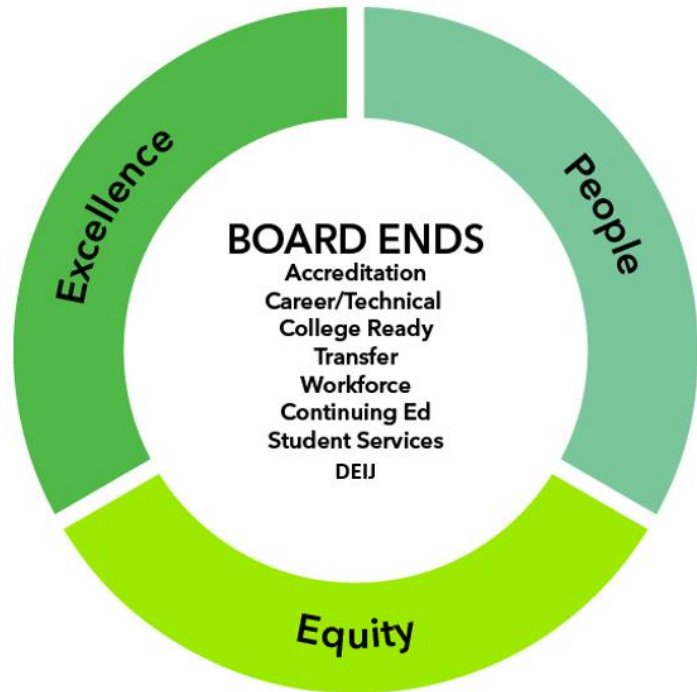 Excellence
People
BOARD ENDS
Accreditation
Career/Technical
College Ready
Transfer
Workforce
Continuing Ed
Student Services
DEIJ
Equity